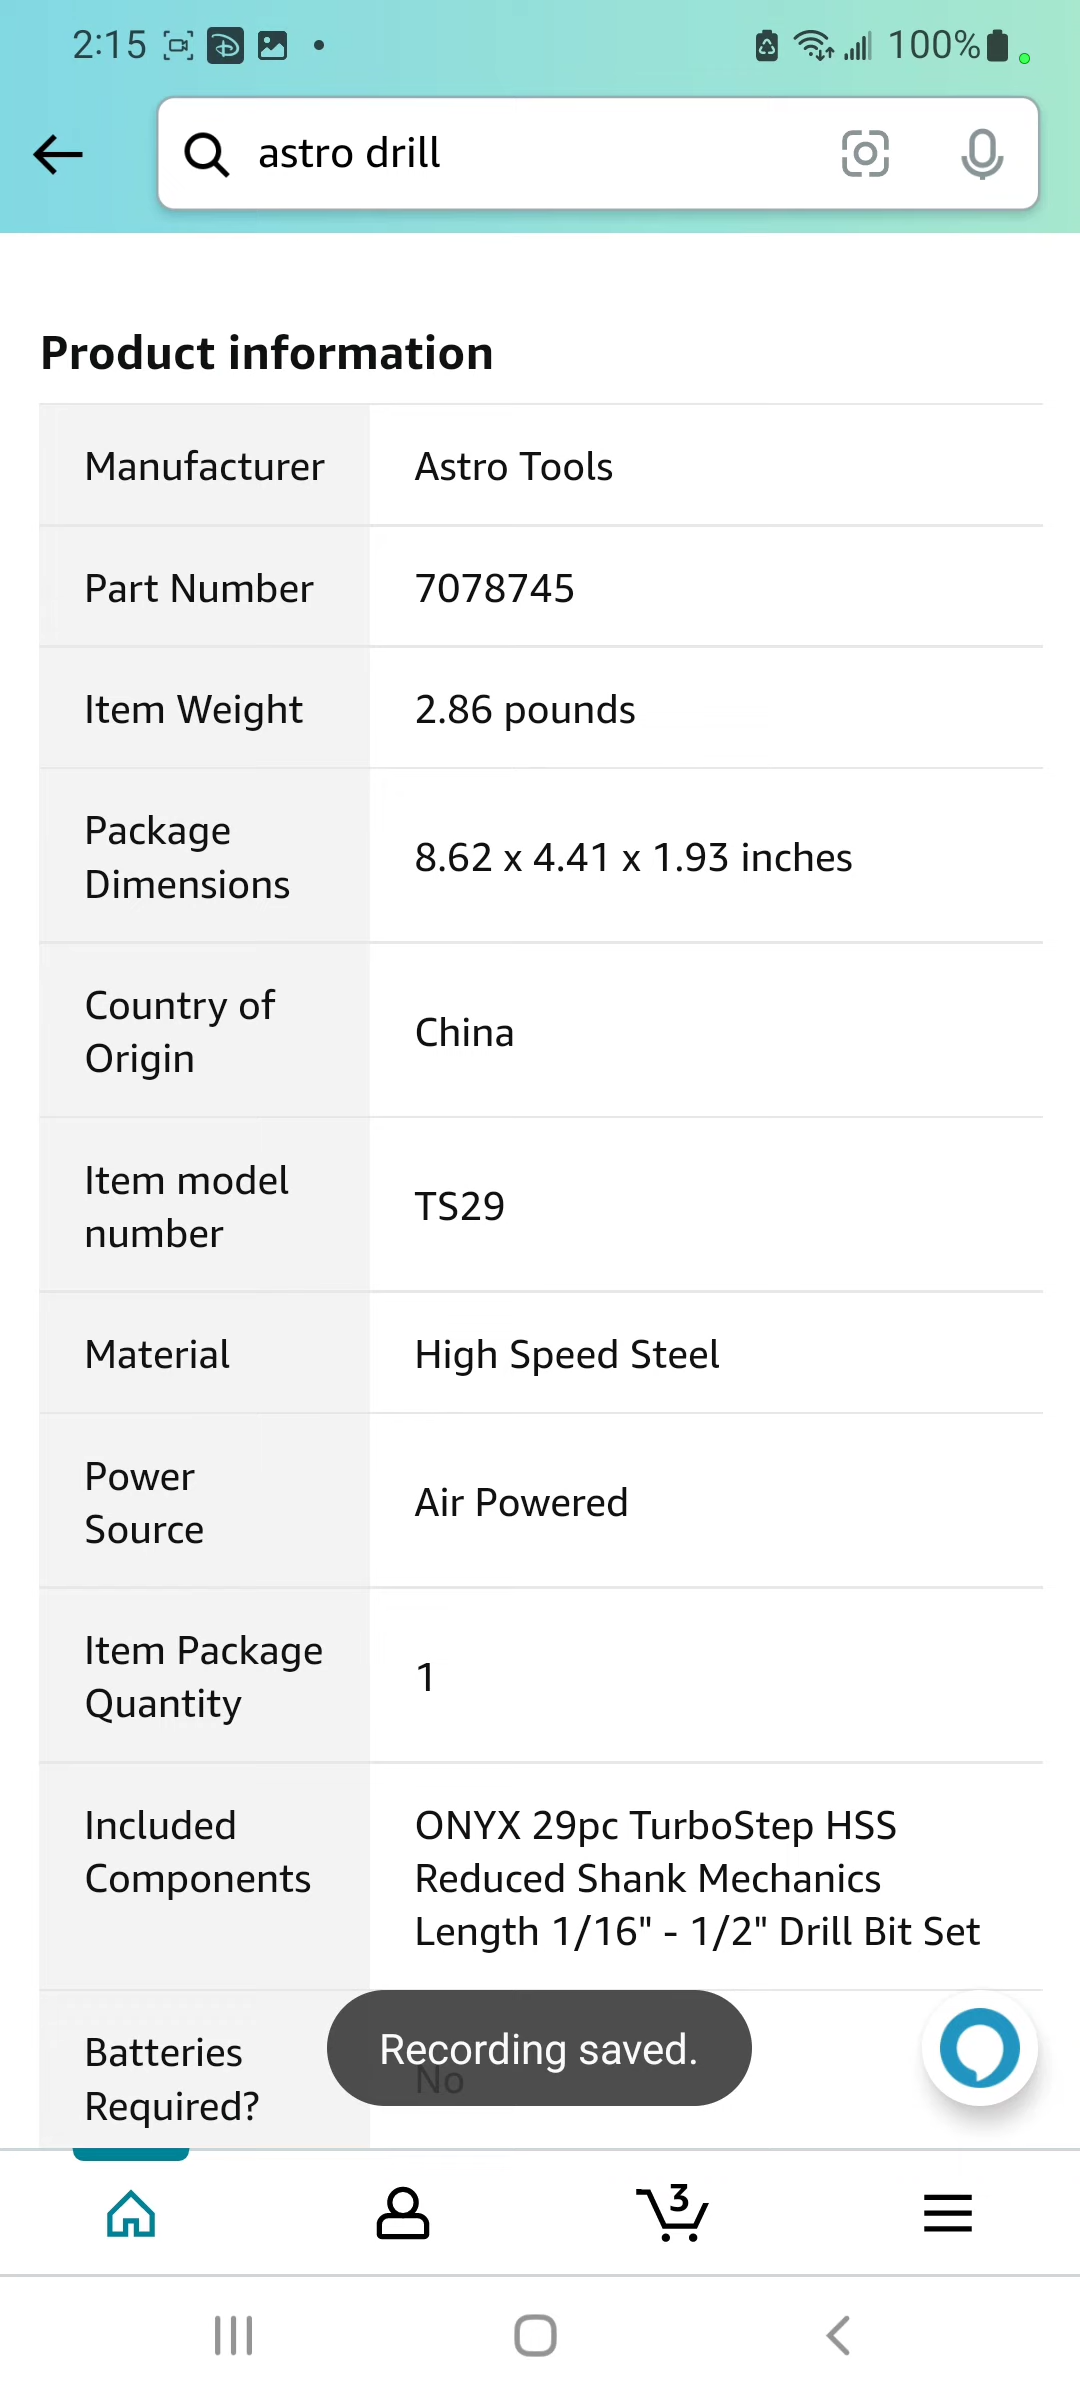 2:15
100%
astro drill
Product information
Manufacturer
Astro Tools
Part Number
7078745
Item Weight
2.86 pounds
Package
Dimensions
8.62 x 4.41 x 1.93 inches
Country of
Origin
China
Item model
number
TS29
Material
High Speed Steel
Power
Source
Air Powered
Item Package
Quantity
1
Included
Components
ONYX 29pc TurboStep HSS
Reduced Shank Mechanics
Length 1/16" - 1/2" Drill Bit Set
Batteries
Required?
No
Recording saved.
3